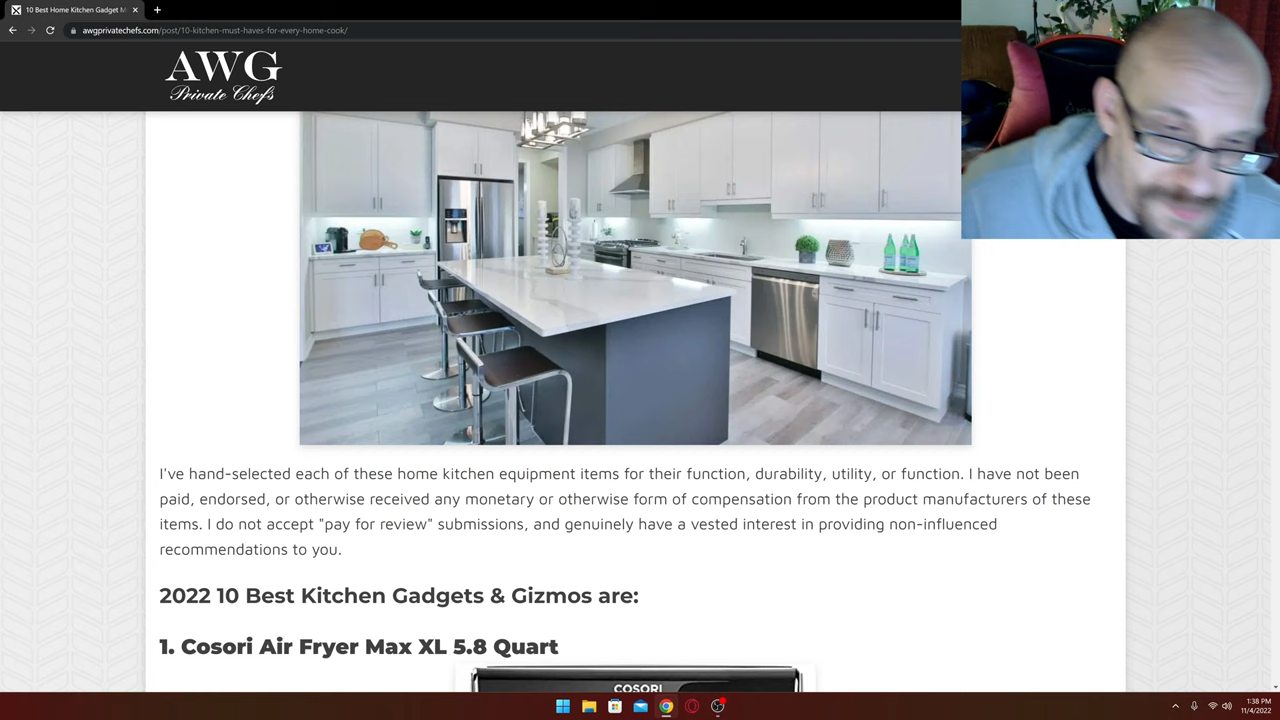 10 Best Home Kitchen Gadget M
awgprivatechefs.com/post/10-kitchen-must-haves-for-every-home-cook/
AWG
Private Chefs
I've hand-selected each of these home kitchen equipment items for their function, durability, utility, or function. I have not been
paid, endorsed, or otherwise received any monetary or otherwise form of compensation from the product manufacturers of these
items. I do not accept "pay for review" submissions, and genuinely have a vested interest in providing non-influenced
recommendations to you.
2022 10 Best Kitchen Gadgets & Gizmos are:
1. Cosori Air Fryer Max XL 5.8 Quart
COSORI
1:38 PM
11/4/2022